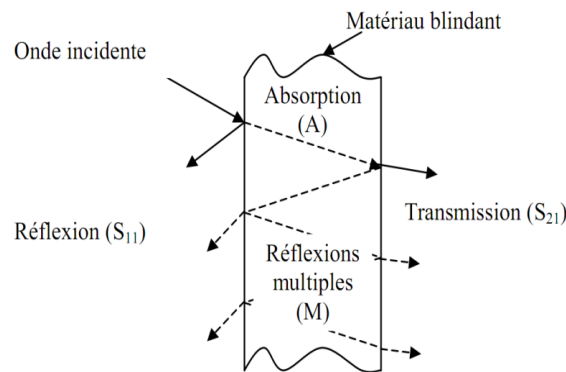 Matériau blindant
Onde incidente
Absorption
(A)
Réflexion (S₁₁)
Transmission (S₂₁)
Réflexions
multiples
(M)